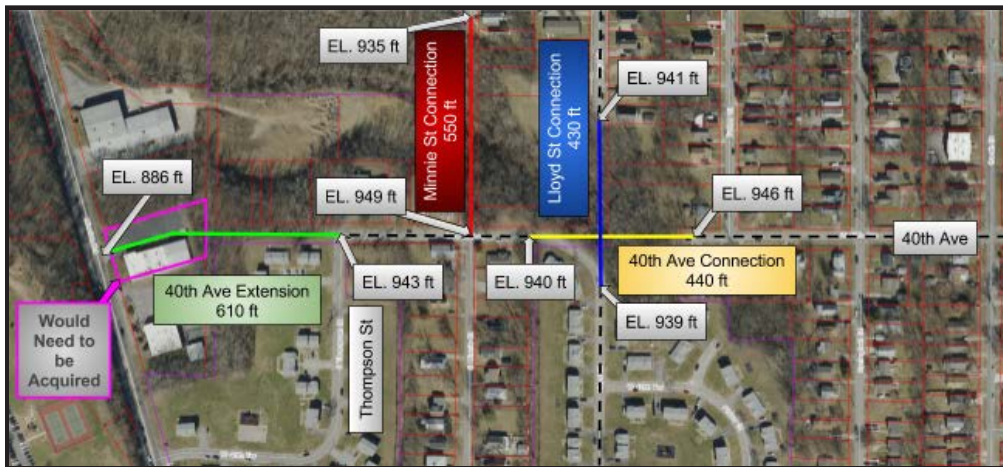 EL. 935 ft
Minnie St Connection
550 ft
Lloyd St Connection
430 ft
EL. 941 ft
EL. 886 ft
EL. 949 ft
EL. 946 ft
40th Ave
40th Ave Extension
610 ft
EL. 943 ft
EL. 940 ft
40th Ave Connection
440 ft
Would
Need to
be
Acquired
Thompson St
EL. 939 ft